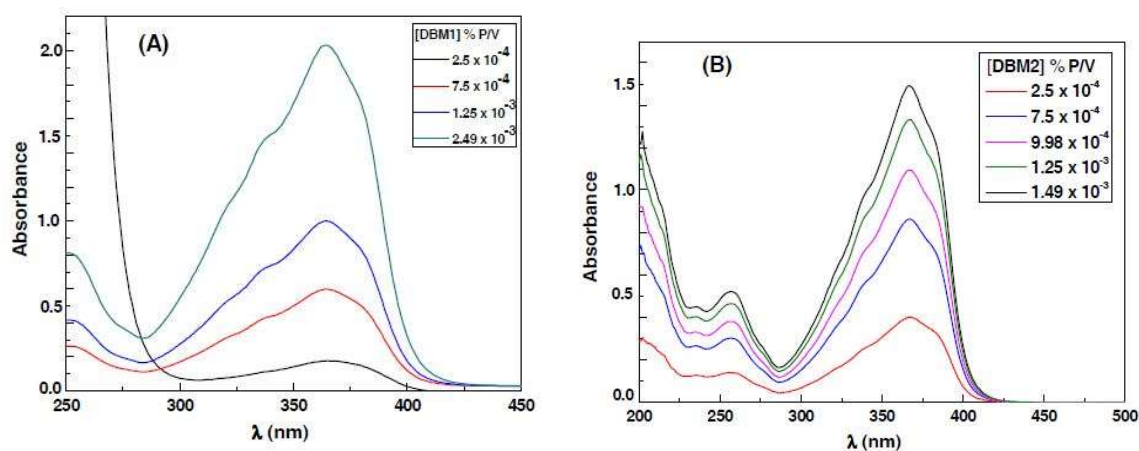 (A)
[DBM1] % P/V
2.5 x 10⁻⁴
7.5 x 10⁻⁴
1.25 x 10⁻³
2.49 x 10⁻³
Absorbance
2.0
1.5
1.0
0.5
0.0
250 300 350 400 450
λ (nm)
(B)
[DBM2] % P/V
2.5 x 10⁻⁴
7.5 x 10⁻⁴
9.98 x 10⁻⁴
1.25 x 10⁻³
1.49 x 10⁻³
Absorbance
1.5
1.0
0.5
0.0
200 250 300 350 400 450 500
λ (nm)